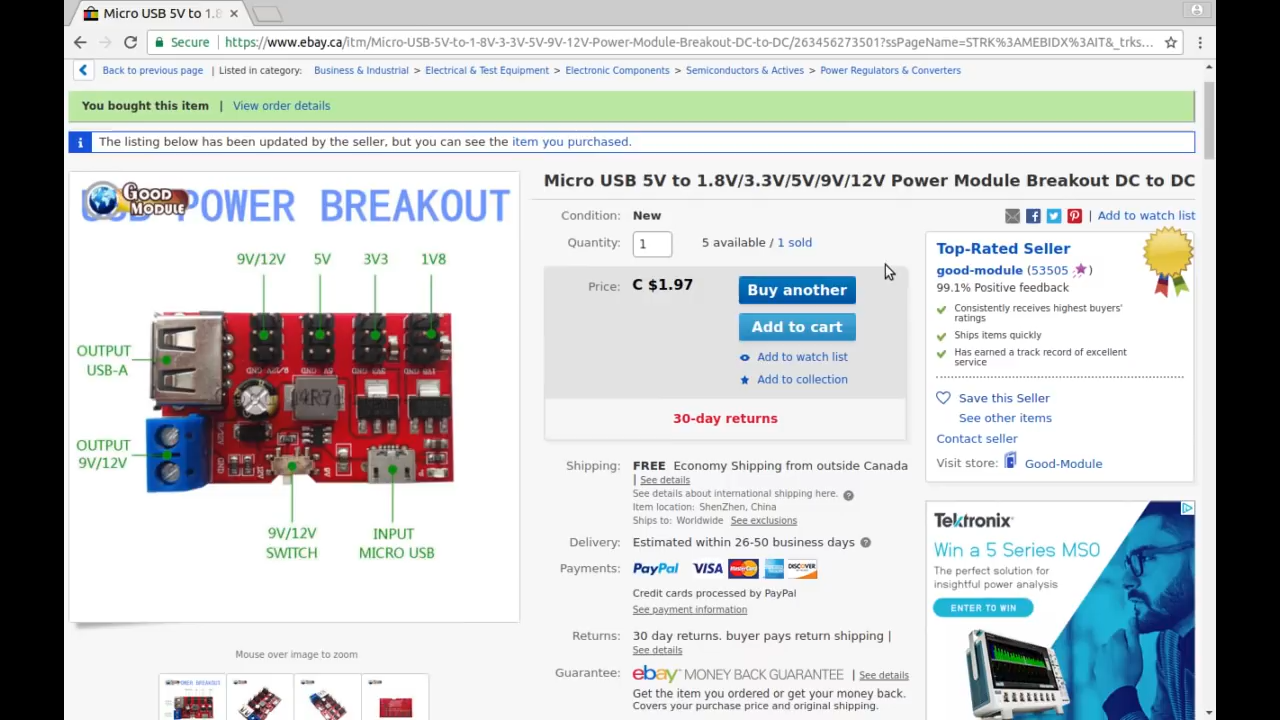 Micro USB 5V to 1.8
Secure
https://www.ebay.ca/itm/Micro-USB-5V-to-1-8V-3-3V-5V-9V-12V-Power-Module-Breakout-DC-to-DC/263456273501?ssPageName=STRK%3AMEBIDX%3AIT&_trks...
Back to previous page | Listed in category: Business & Industrial > Electrical & Test Equipment > Electronic Components > Semiconductors & Actives > Power Regulators & Converters
You bought this item | View order details
i The listing below has been updated by the seller, but you can see the item you purchased.
POWER BREAKOUT
GOOD
MODULE
9V/12V 5V 3V3 1V8
OUTPUT
USB-A
OUTPUT
9V/12V
4R7
9V/12V
SWITCH
INPUT
MICRO USB
Mouse over image to zoom
Micro USB 5V to 1.8V/3.3V/5V/9V/12V Power Module Breakout DC to DC
Condition: New
Add to watch list
Quantity: 1 5 available / 1 sold
Price: C $1.97
Buy another
Add to cart
Add to watch list
Add to collection
30-day returns
Shipping: FREE Economy Shipping from outside Canada
| See details
See details about international shipping here.
Item location: ShenZhen, China
Ships to: Worldwide See exclusions
Delivery: Estimated within 26-50 business days
Payments: PayPal VISA MasterCard DISCOVER
Credit cards processed by PayPal
See payment information
Returns: 30 day returns. buyer pays return shipping |
See details
Guarantee: ebay MONEY BACK GUARANTEE | See details
Get the item you ordered or get your money back.
Covers your purchase price and original shipping.
Top-Rated Seller
good-module (53505)
99.1% Positive feedback
Consistently receives highest buyers'
ratings
Ships items quickly
Has earned a track record of excellent
service
Save this Seller
See other items
Contact seller
Visit store: Good-Module
Tektronix
Win a 5 Series MSO
The perfect solution for
insightful power analysis
ENTER TO WIN